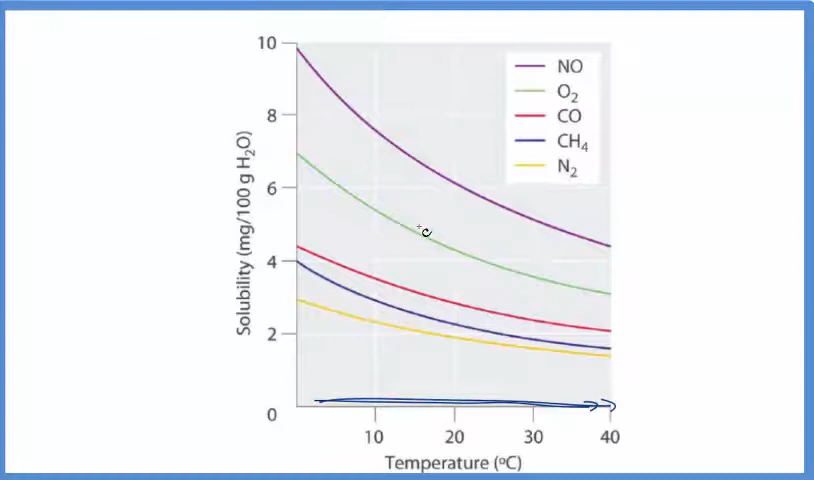 10
8
6
4
2
0
Solubility (mg/100 g H₂O)
NO
O₂
CO
CH₄
N₂
10 20 30 40
Temperature (ºC)